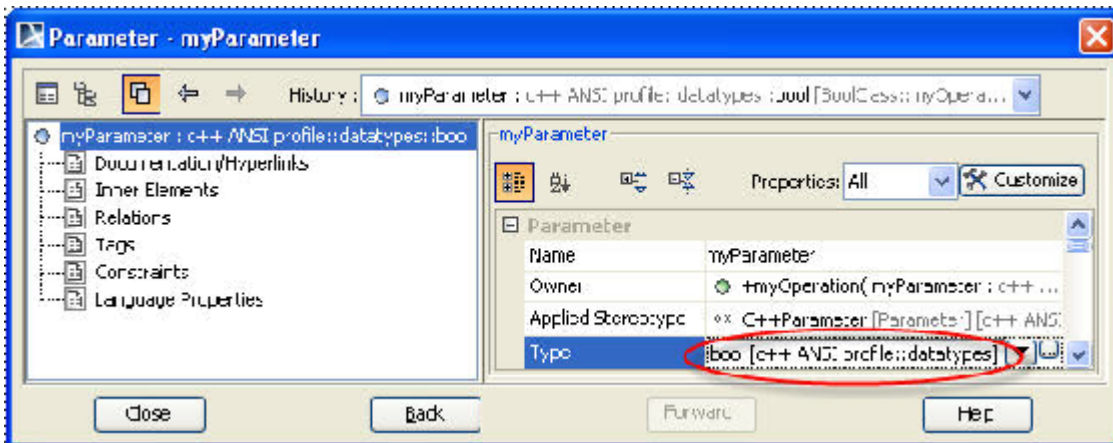 Parameter - myParameter
History: myParameter : c++ ANSI profile::datatypes::bool [BoolClass::myOpera...
myParameter : c++ ANSI profile::datatypes::boo
Documentation/Hyperlinks
Inner Elements
Relations
Tags
Constraints
Language Properties
myParameter
Properties: All Customize
Parameter
Name myParameter
Owner +myOperation( myParameter : c++ ...
Applied Stereotype C++Parameter [Parameter] [c++ ANSI
Type boo [c++ ANSI profile::datatypes] ...
Close Back Forward Help